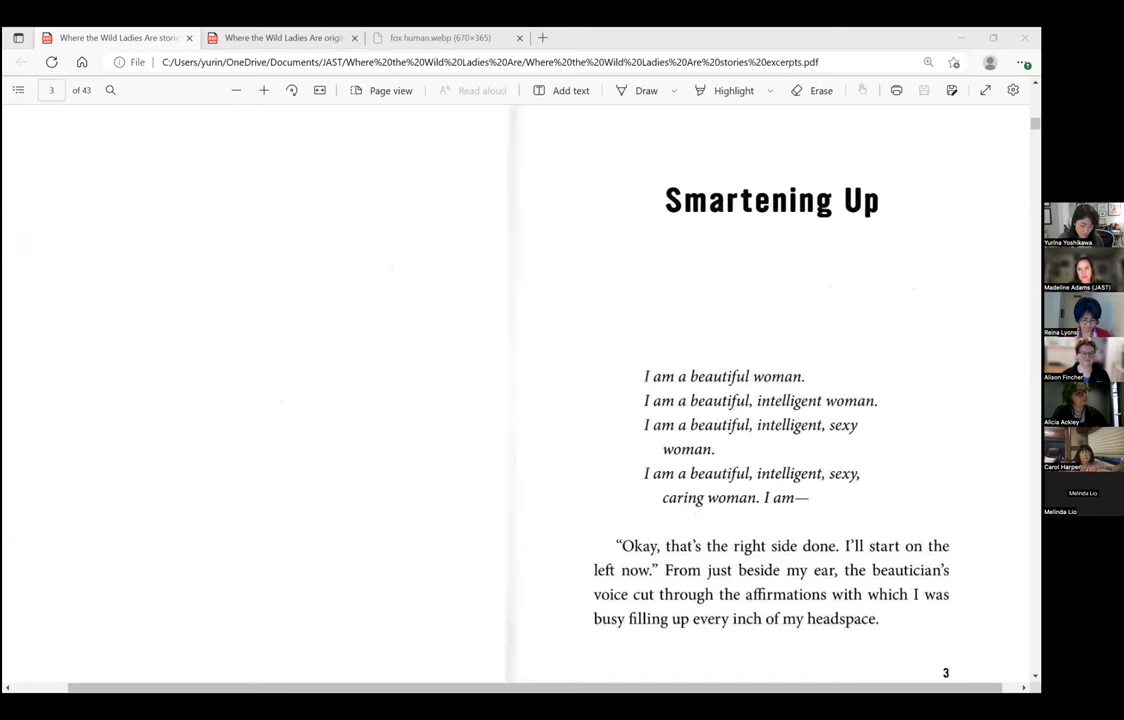 Where the Wild Ladies Are storie
Where the Wild Ladies Are origin
fox human.webp (670×365)
File
C:/Users/yurin/OneDrive/Documents/JAST/Where%20the%20Wild%20Ladies%20Are/Where%20the%20Wild%20Ladies%20Are%20stories%20excerpts.pdf
3 of 43
Page view
Read aloud
Add text
Draw
Highlight
Erase
Smartening Up
I am a beautiful woman.
I am a beautiful, intelligent woman.
I am a beautiful, intelligent, sexy
woman.
I am a beautiful, intelligent, sexy,
caring woman. I am—
“Okay, that’s the right side done. I’ll start on the
left now.” From just beside my ear, the beautician’s
voice cut through the affirmations with which I was
busy filling up every inch of my headspace.
3
Yurina Yoshikawa
Madeline Adams (JAST)
Reina Lyons
Alison Fincher
Alicia Ackley
Carol Harper
Melinda Lio
Melinda Lio